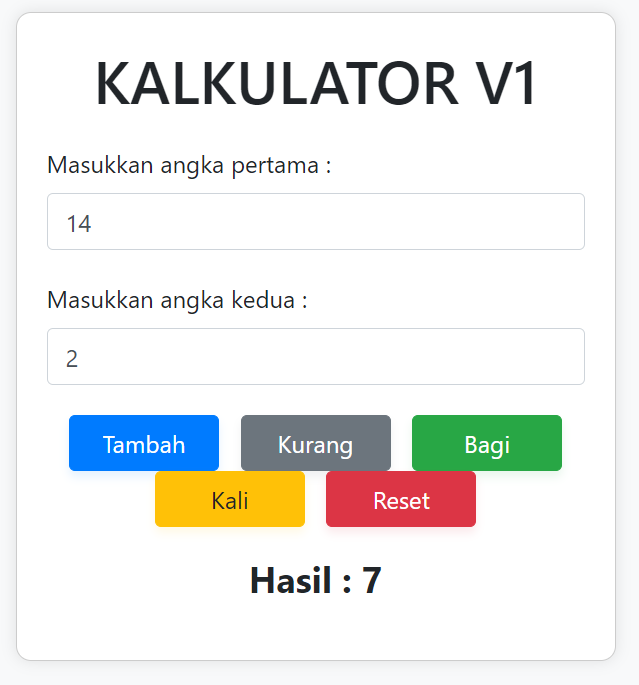 KALKULATOR V1
Masukkan angka pertama :
14
Masukkan angka kedua :
2
Tambah Kurang Bagi
Kali Reset
Hasil : 7